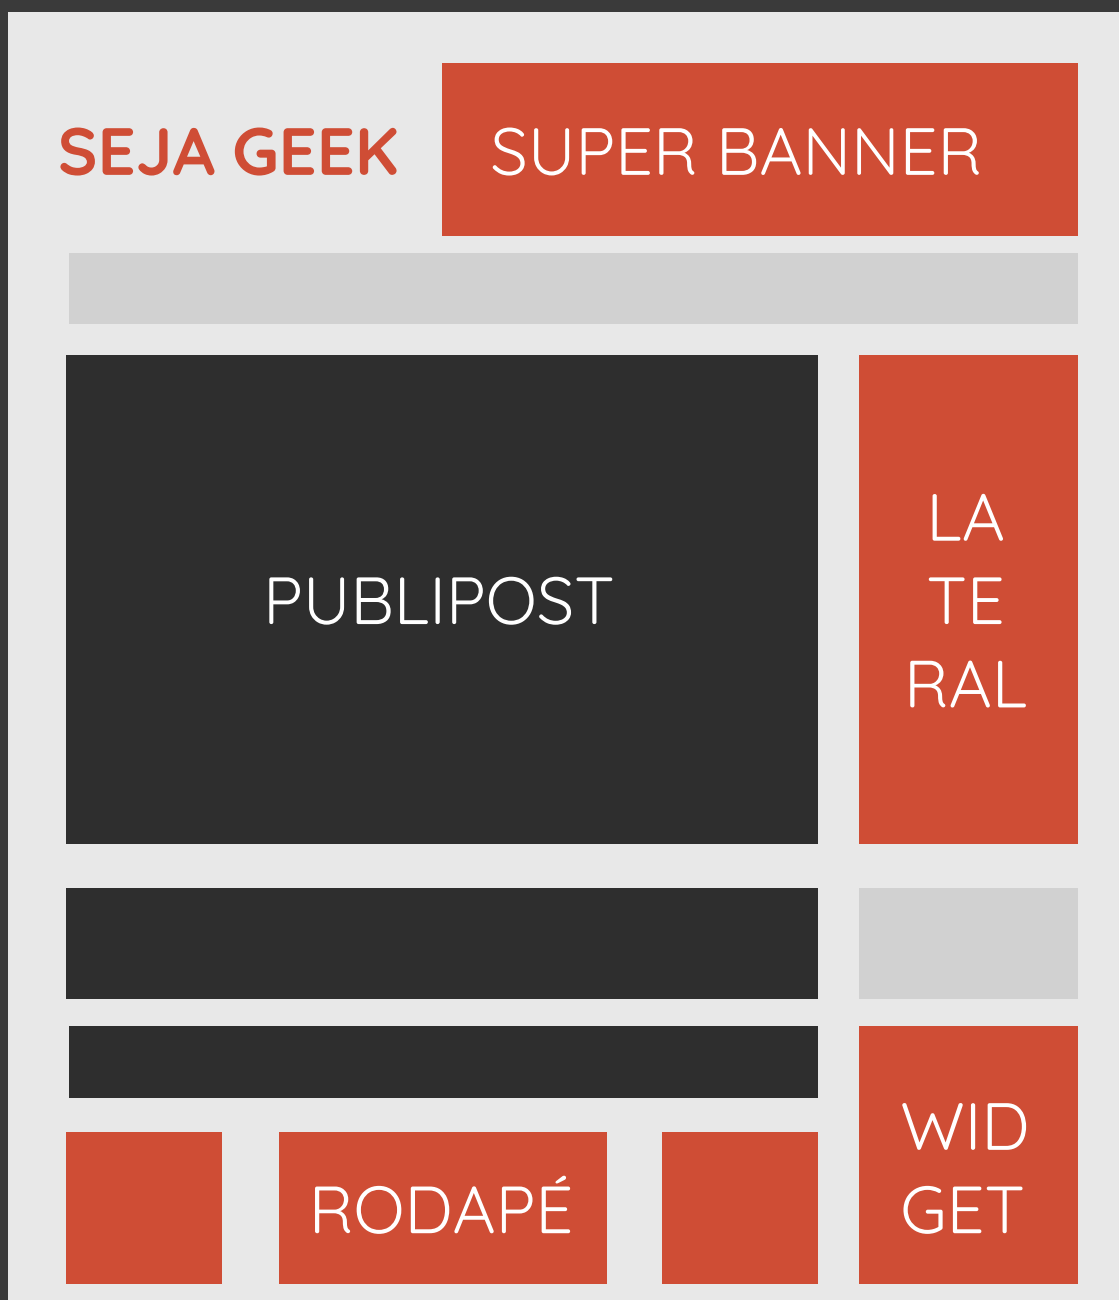 SEJA GEEK
SUPER BANNER
PUBLIPOST
LA
TE
RAL
RODAPÉ
WID
GET